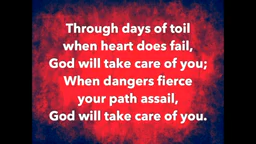 Through days of toil
when heart does fail,
God will take care of you;
When dangers fierce
your path assail,
God will take care of you.